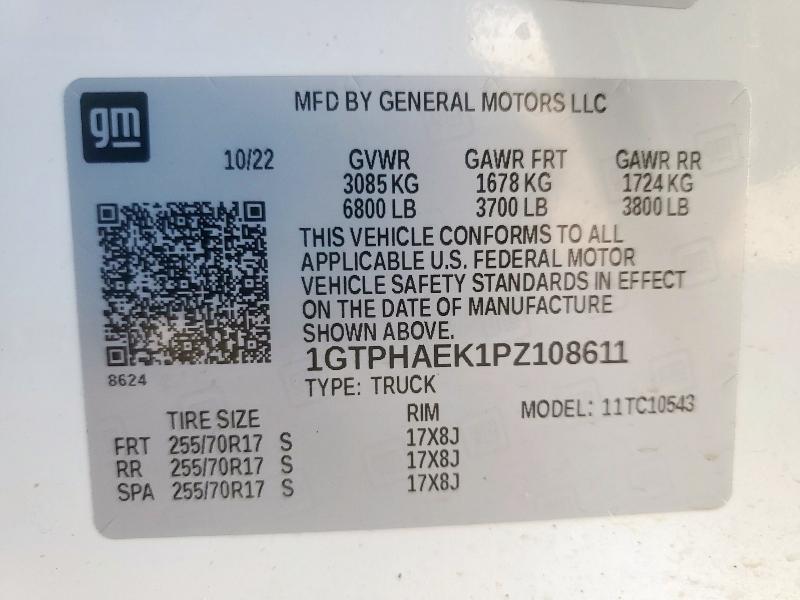 gm
MFD BY GENERAL MOTORS LLC
10/22 GVWR GAWR FRT GAWR RR
3085 KG 1678 KG 1724 KG
6800 LB 3700 LB 3800 LB
THIS VEHICLE CONFORMS TO ALL
APPLICABLE U.S. FEDERAL MOTOR
VEHICLE SAFETY STANDARDS IN EFFECT
ON THE DATE OF MANUFACTURE
SHOWN ABOVE.
1GTPHAEK1PZ108611
8624
TYPE: TRUCK
TIRE SIZE RIM MODEL: 11TC10543
FRT 255/70R17 S 17X8J
RR 255/70R17 S 17X8J
SPA 255/70R17 S 17X8J